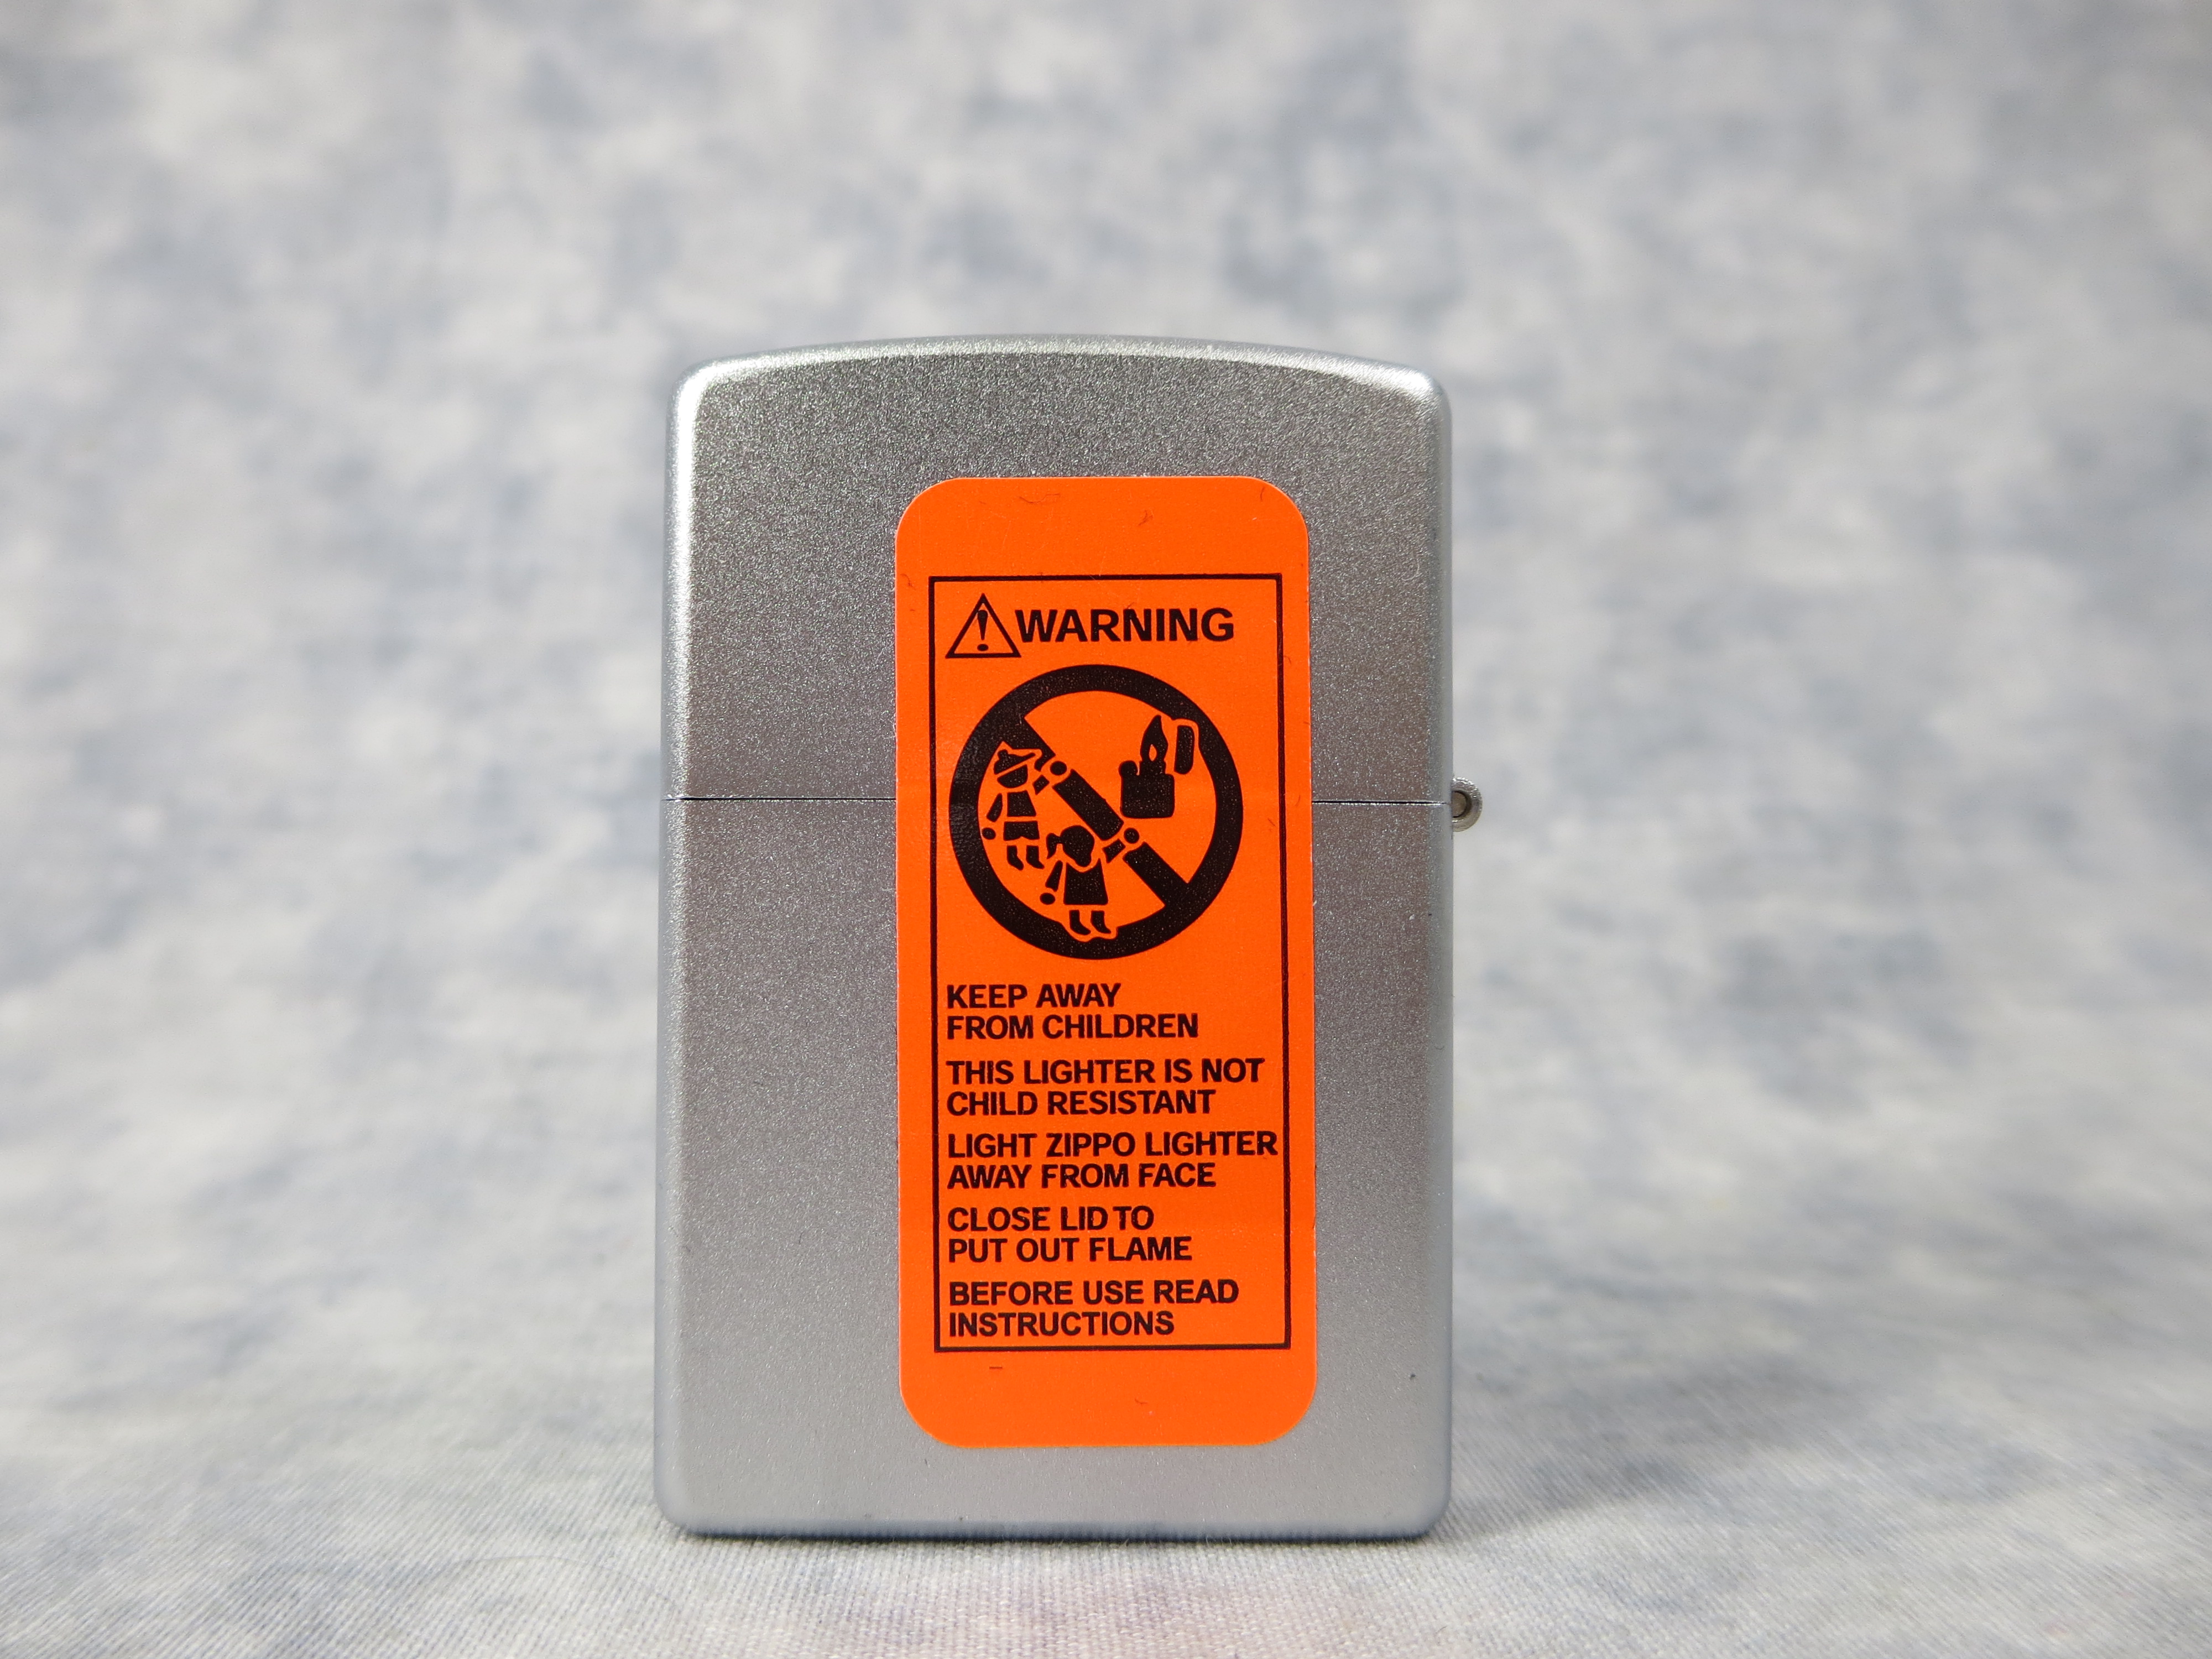 WARNING
KEEP AWAY
FROM CHILDREN
THIS LIGHTER IS NOT
CHILD RESISTANT
LIGHT ZIPPO LIGHTER
AWAY FROM FACE
CLOSE LID TO
PUT OUT FLAME
BEFORE USE READ
INSTRUCTIONS